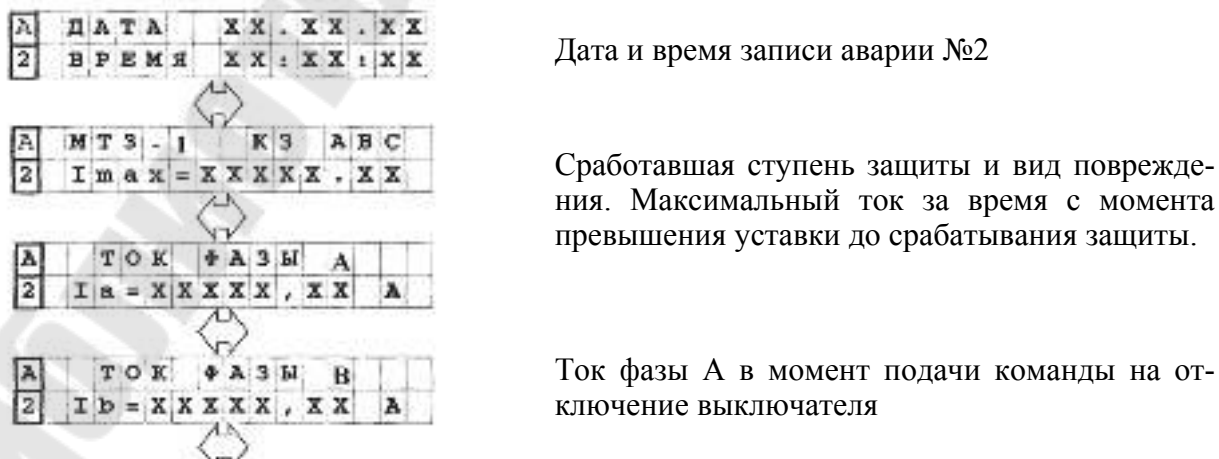 А ДАТА XX.XX.XX
2 ВРЕМЯ XX:XX:XX
Дата и время записи аварии №2
А МТЗ-1 КЗ АВС
2 Imax=XXXXX.XX
Сработавшая ступень защиты и вид поврежде-
ния. Максимальный ток за время с момента
превышения уставки до срабатывания защиты.
А ТОК ФАЗЫ А
2 Ia=XXXXX,XX А
А ТОК ФАЗЫ В
2 Ib=XXXXX,XX А
Ток фазы А в момент подачи команды на от-
ключение выключателя